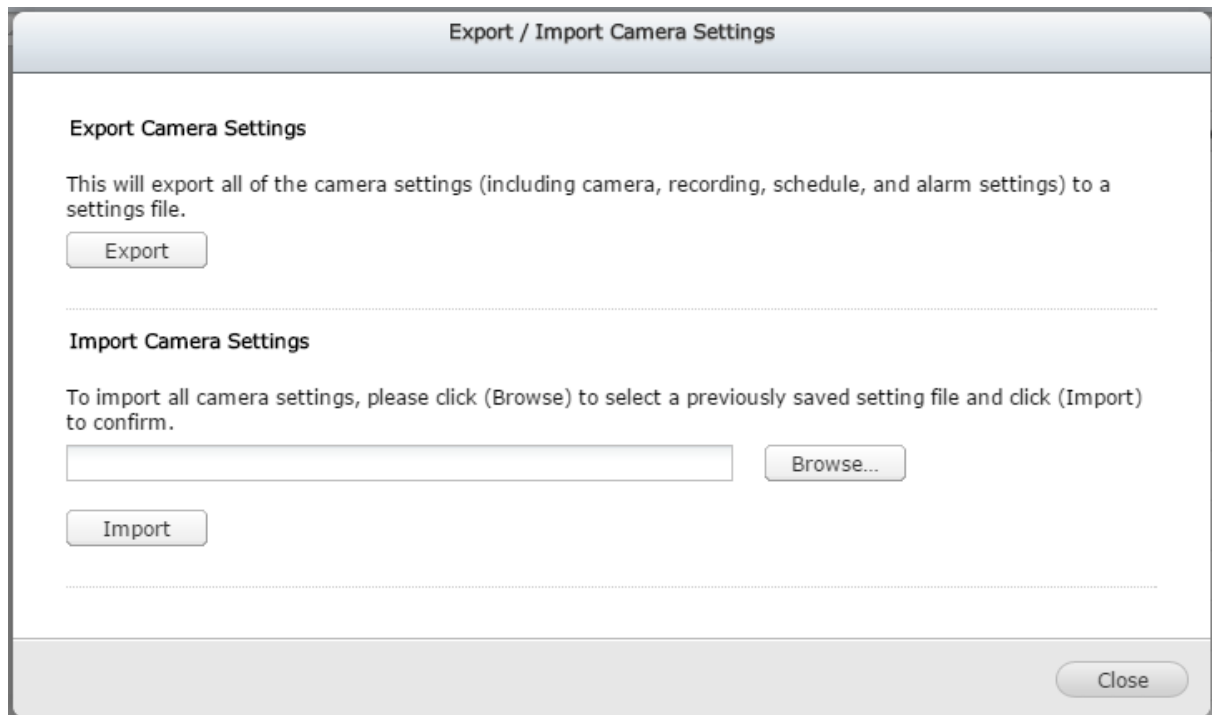 Export / Import Camera Settings
Export Camera Settings
This will export all of the camera settings (including camera, recording, schedule, and alarm settings) to a
settings file.
Export
Import Camera Settings
To import all camera settings, please click (Browse) to select a previously saved setting file and click (Import)
to confirm.
Browse...
Import
Close